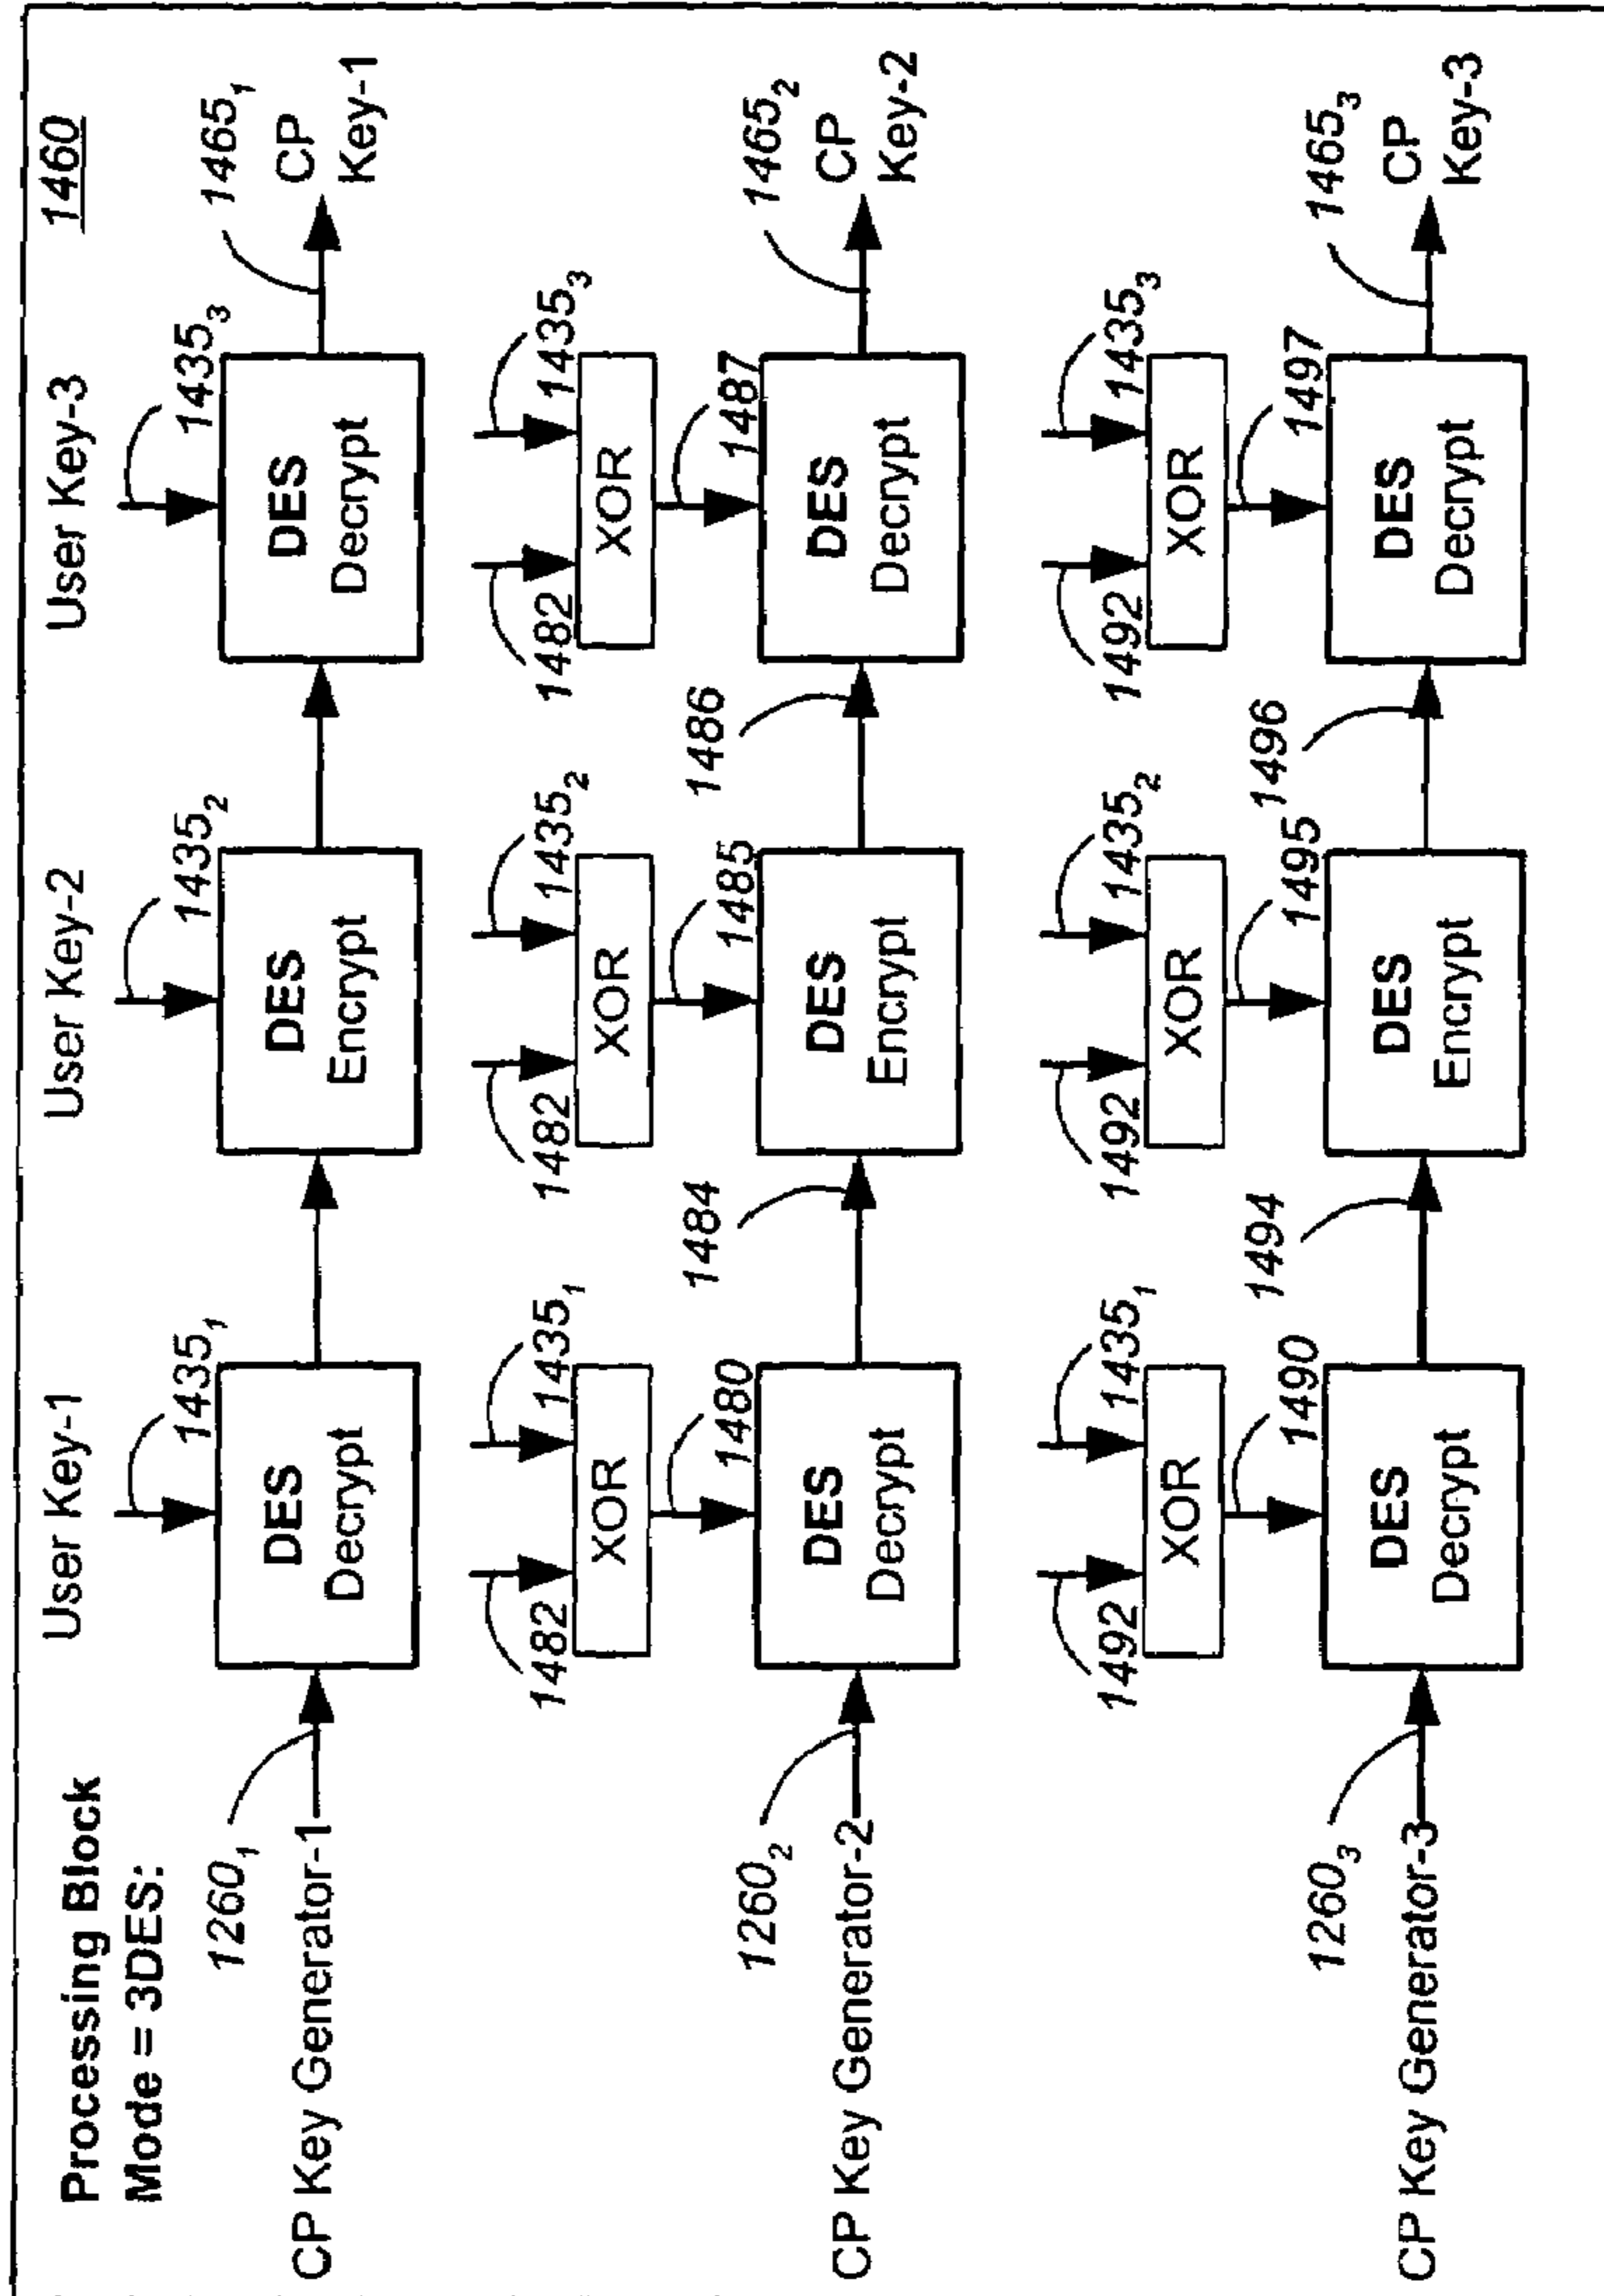 Processing Block
Mode = 3DES:
User Key-1
User Key-2
User Key-3
1460
1260₁
1435₁
1435₂
1435₃
1465₁
CP Key Generator-1
DES
Decrypt
DES
Encrypt
DES
Decrypt
CP
Key-1
1482
1435₁
1482
1435₂
1482
1435₃
XOR
XOR
XOR
1260₂
1480
1484
1485
1486
1487
1465₂
CP Key Generator-2
DES
Decrypt
DES
Encrypt
DES
Decrypt
CP
Key-2
1492
1435₁
1492
1435₂
1492
1435₃
XOR
XOR
XOR
1260₃
1490
1494
1495
1496
1497
1465₃
CP Key Generator-3
DES
Decrypt
DES
Encrypt
DES
Decrypt
CP
Key-3